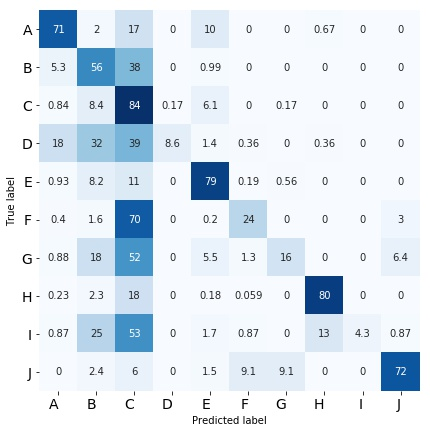 A 71 2 17 0 10 0 0 0.67 0 0
B 5.3 56 38 0 0.99 0 0 0 0 0
C 0.84 8.4 84 0.17 6.1 0 0.17 0 0 0
D 18 32 39 8.6 1.4 0.36 0 0.36 0 0
E 0.93 8.2 11 0 79 0.19 0.56 0 0 0
F 0.4 1.6 70 0 0.2 24 0 0 0 3
G 0.88 18 52 0 5.5 1.3 16 0 0 6.4
H 0.23 2.3 18 0 0.18 0.059 0 80 0 0
I 0.87 25 53 0 1.7 0.87 0 13 4.3 0.87
J 0 2.4 6 0 1.5 9.1 9.1 0 0 72
A B C D E F G H I J
Predicted label
True label